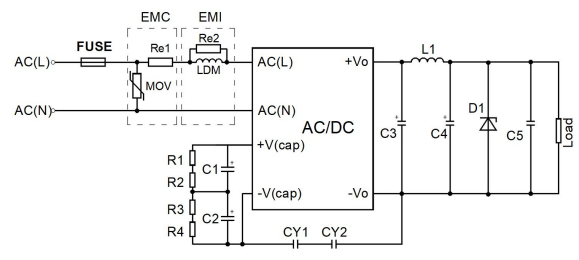 EMC
EMI
FUSE
Re1
Re2
LDM
MOV
AC(L)
AC(N)
AC(L)
AC(N)
+V(cap)
-V(cap)
AC/DC
+Vo
-Vo
R1
R2
R3
R4
C1
+
C2
+
CY1
CY2
L1
C3
+
C4
+
D1
C5
Load